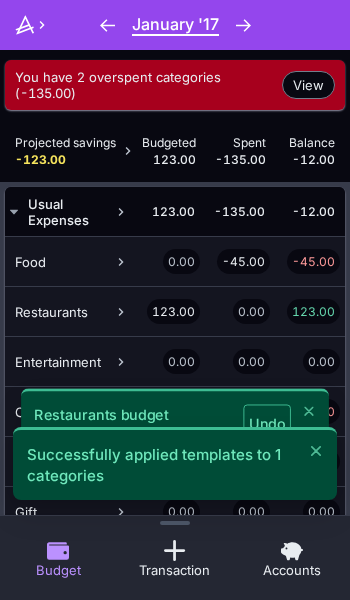 January '17
You have 2 overspent categories
(-135.00)
View
Projected savings
-123.00
Budgeted
123.00
Spent
-135.00
Balance
-12.00
Usual
Expenses
123.00
-135.00
-12.00
Food
0.00
-45.00
-45.00
Restaurants
123.00
0.00
123.00
Entertainment
0.00
0.00
0.00
Restaurants budget
Undo
Successfully applied templates to 1
categories
Gift
0.00
0.00
0.00
Budget
Transaction
Accounts